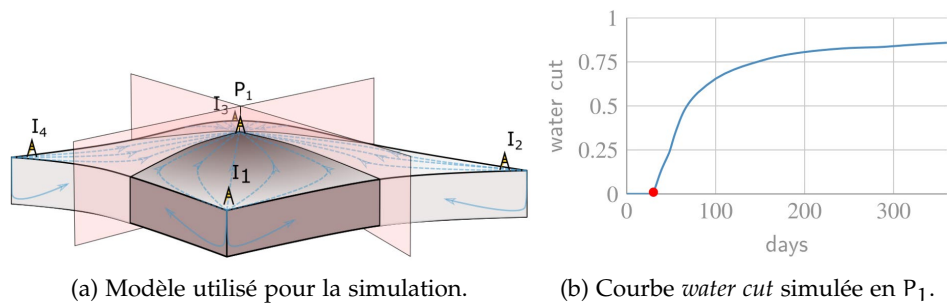 P1
I3
I4
I2
I1
1
0.75
0.5
0.25
0
water cut
0
100
200
300
days
(a) Modèle utilisé pour la simulation.
(b) Courbe water cut simulée en P1.